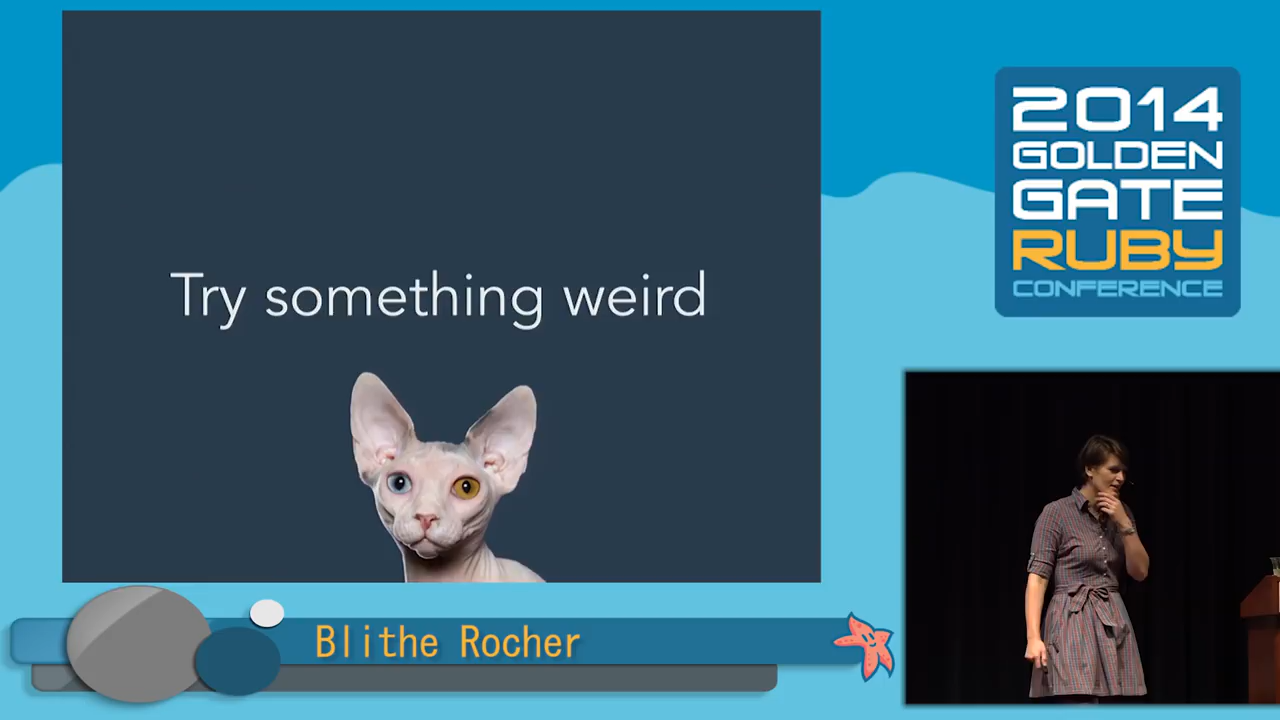 Try something weird
2014
GOLDEN
GATE
RUBY
CONFERENCE
Blithe Rocher